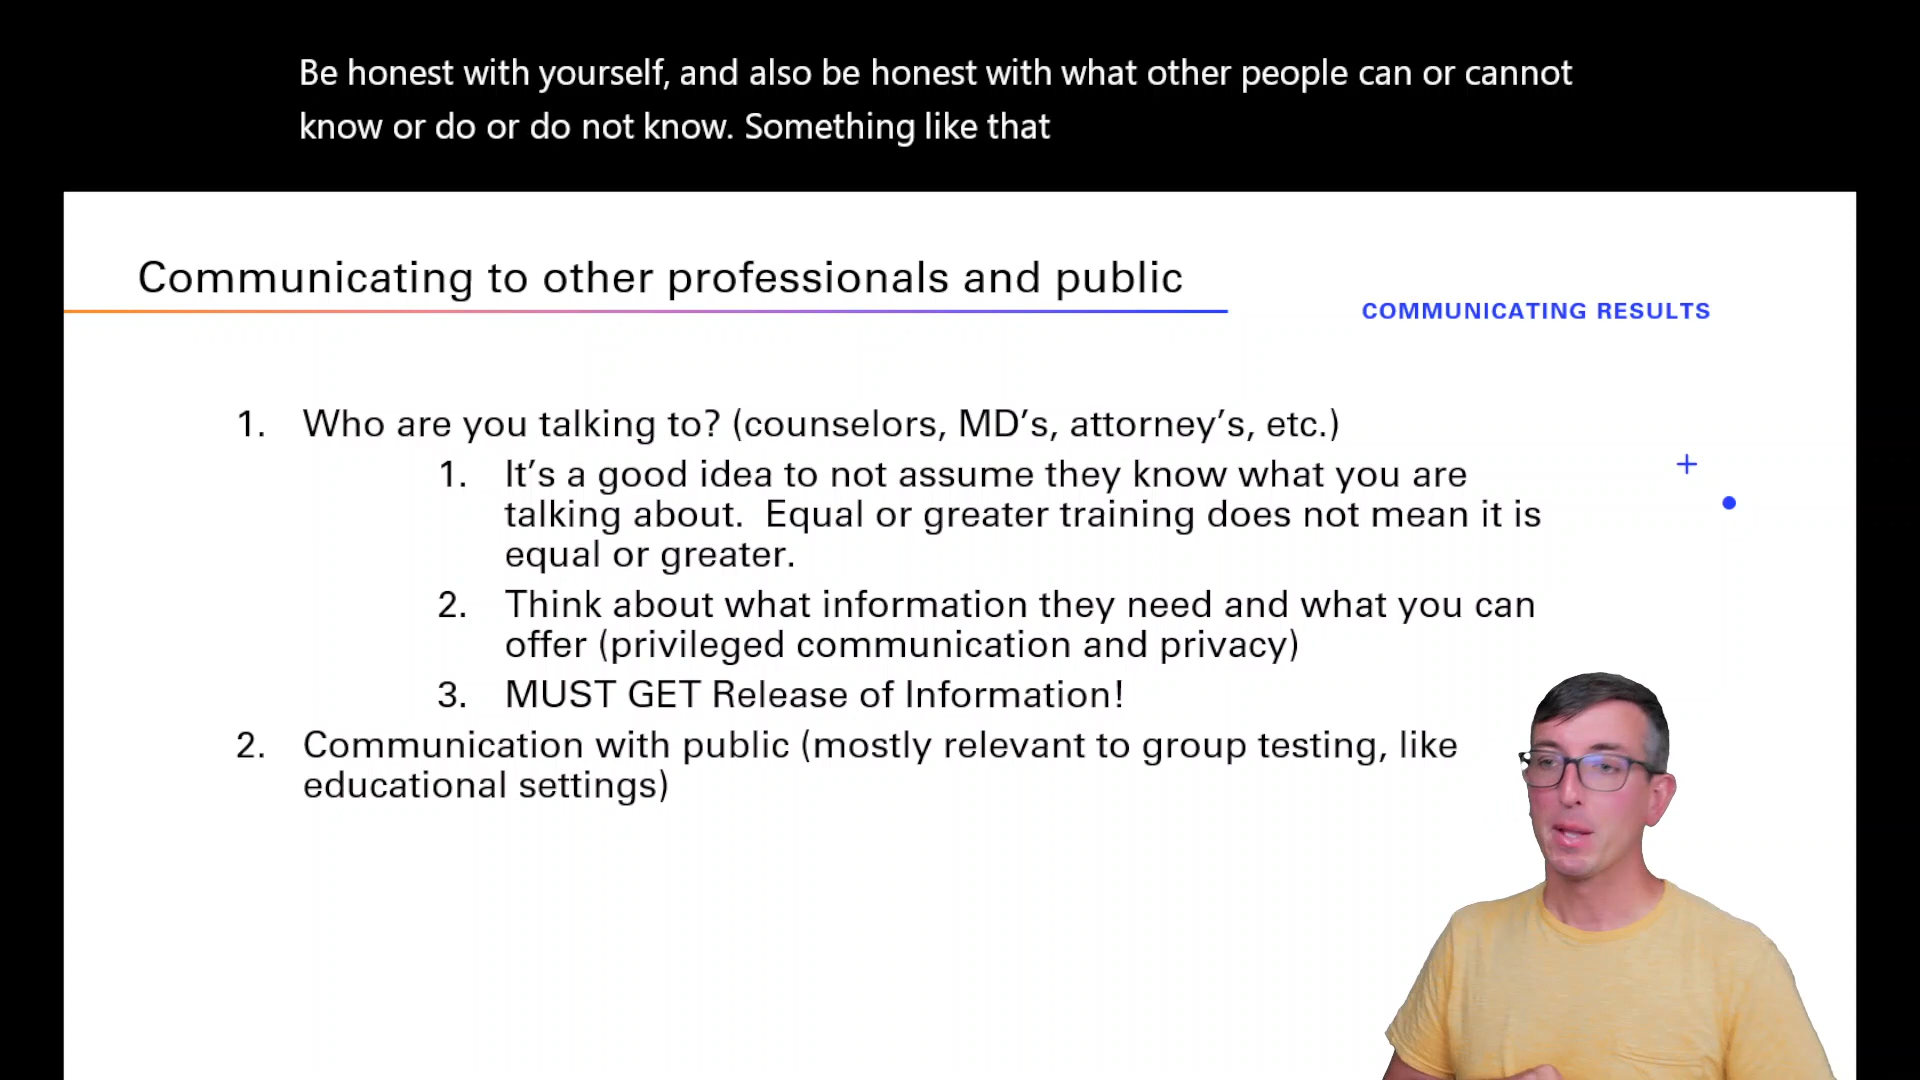 Be honest with yourself, and also be honest with what other people can or cannot
know or do or do not know. Something like that
Communicating to other professionals and public
COMMUNICATING RESULTS
1. Who are you talking to? (counselors, MD’s, attorney’s, etc.)
1. It’s a good idea to not assume they know what you are
talking about.  Equal or greater training does not mean it is
equal or greater.
2. Think about what information they need and what you can
offer (privileged communication and privacy)
3. MUST GET Release of Information!
2. Communication with public (mostly relevant to group testing, like
educational settings)